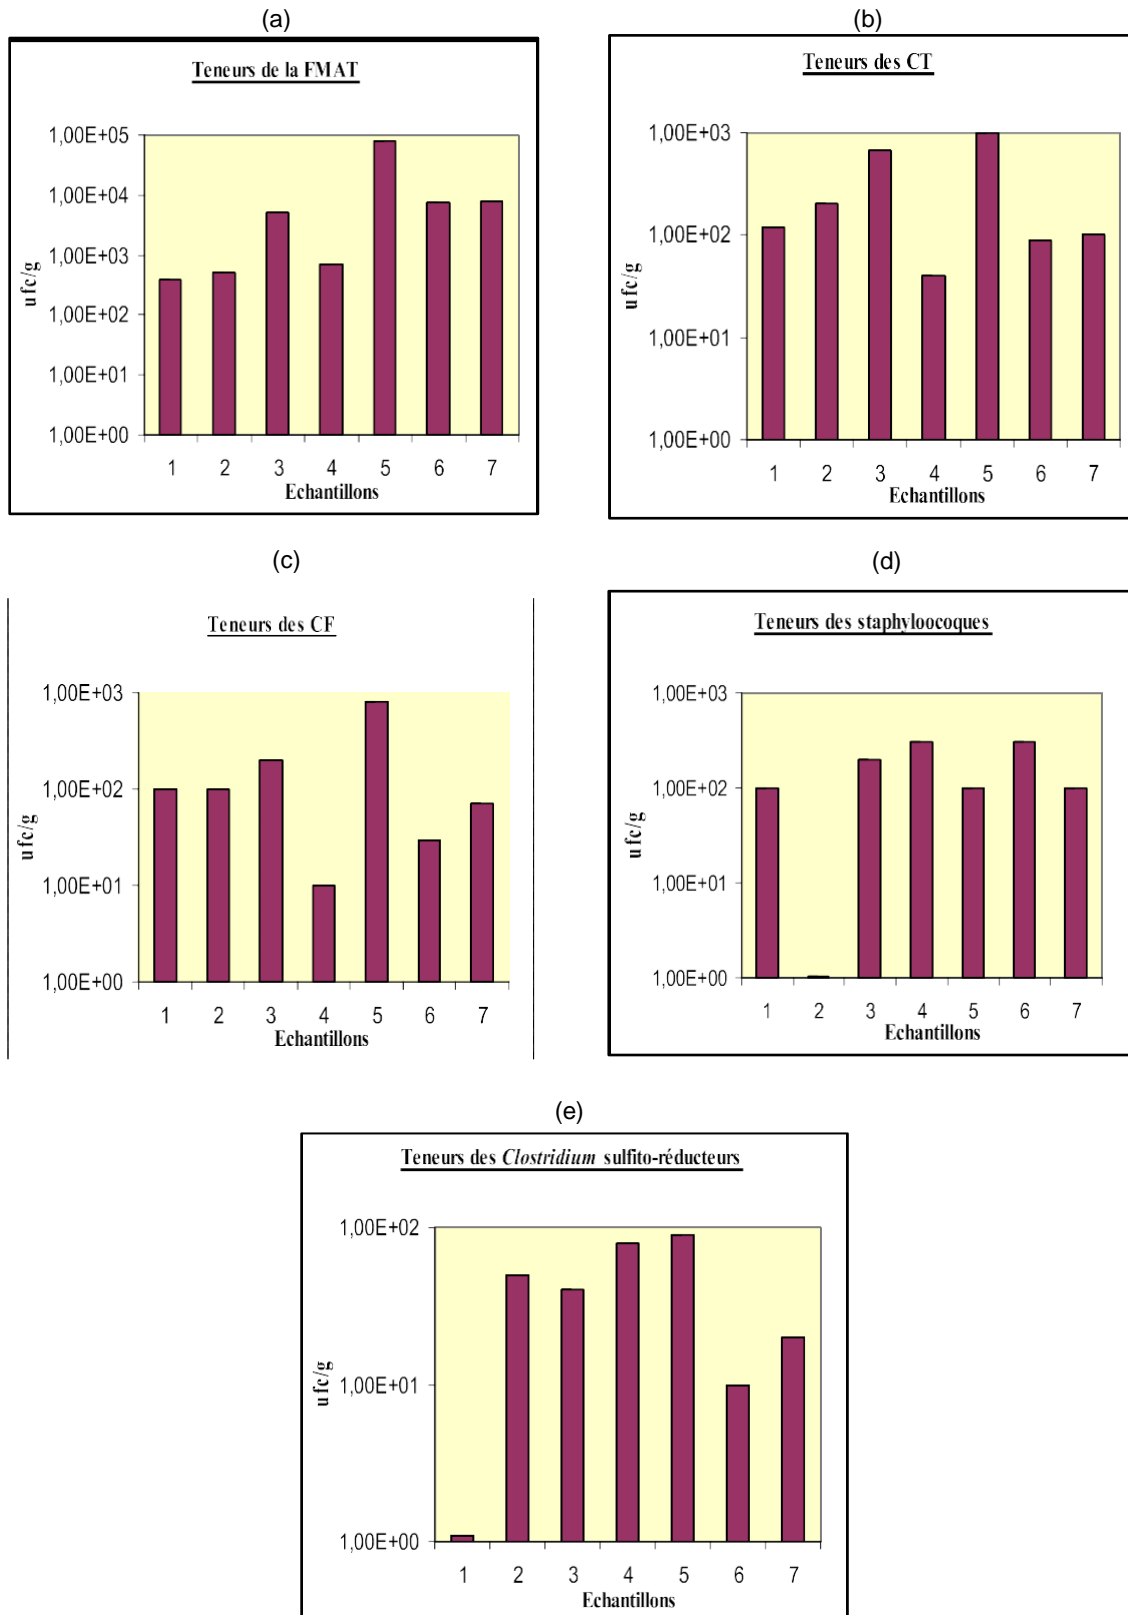 (a)
Teneurs de la FMAT
1,00E+05
1,00E+04
1,00E+03
1,00E+02
1,00E+01
1,00E+00
ufc/g
1 2 3 4 5 6 7
Echantillons
(b)
Teneurs des CT
1,00E+03
1,00E+02
1,00E+01
1,00E+00
ufc/g
1 2 3 4 5 6 7
Echantillons
(c)
Teneurs des CF
1,00E+03
1,00E+02
1,00E+01
1,00E+00
ufc/g
1 2 3 4 5 6 7
Echantillons
(d)
Teneurs des staphyloocoques
1,00E+03
1,00E+02
1,00E+01
1,00E+00
ufc/g
1 2 3 4 5 6 7
Echantillons
(e)
Teneurs des Clostridium sulfito-réducteurs
1,00E+02
1,00E+01
1,00E+00
ufc/g
1 2 3 4 5 6 7
Echantillons